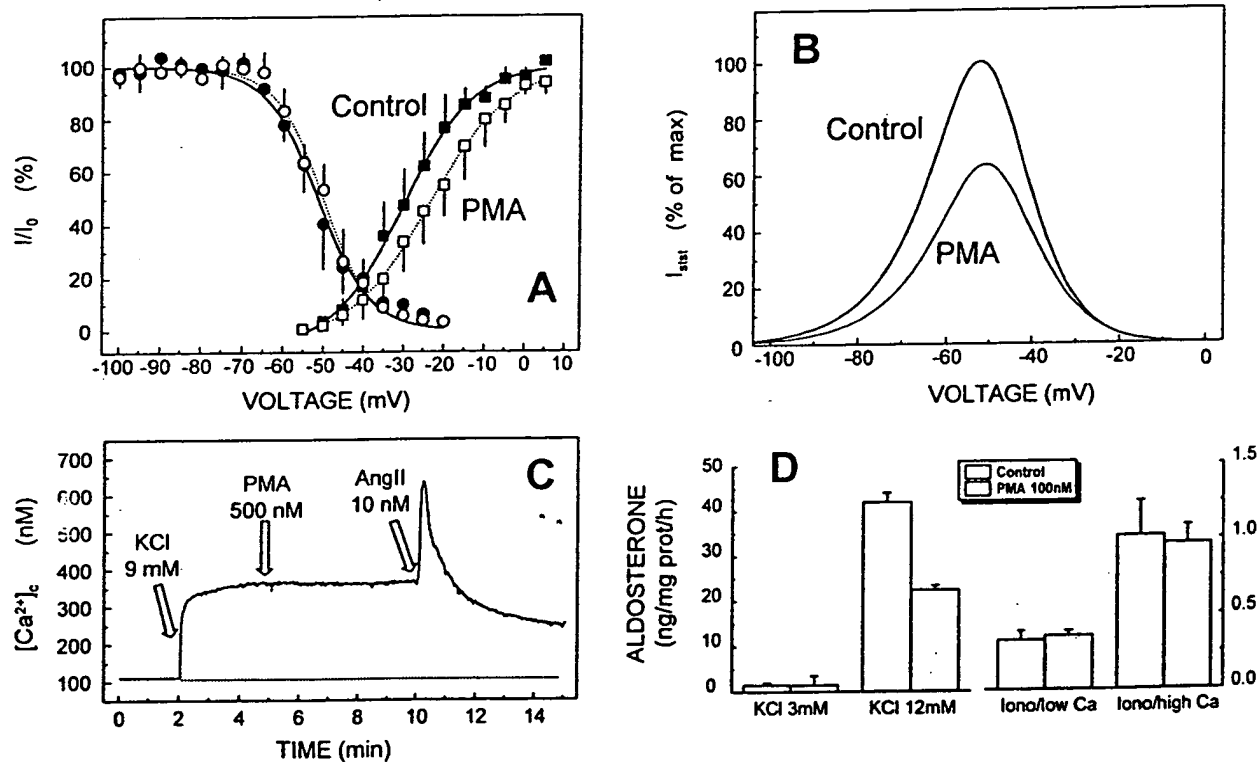 A
I/I₀ (%)
100
80
60
40
20
0
Control
PMA
-100 -90 -80 -70 -60 -50 -40 -30 -20 -10 0 10
VOLTAGE (mV)
B
I_stst (% of max)
100
80
60
40
20
0
Control
PMA
-100 -80 -60 -40 -20 0
VOLTAGE (mV)
C
[Ca²⁺]c (nM)
700
600
500
400
300
200
100
KCl
9 mM
PMA
500 nM
AngII
10 nM
0 2 4 6 8 10 12 14
TIME (min)
D
ALDOSTERONE
(ng/mg prot/h)
50
40
30
20
10
0
Control
PMA 100nM
1.5
1.0
0.5
0.0
KCl 3mM KCl 12mM Iono/low Ca Iono/high Ca